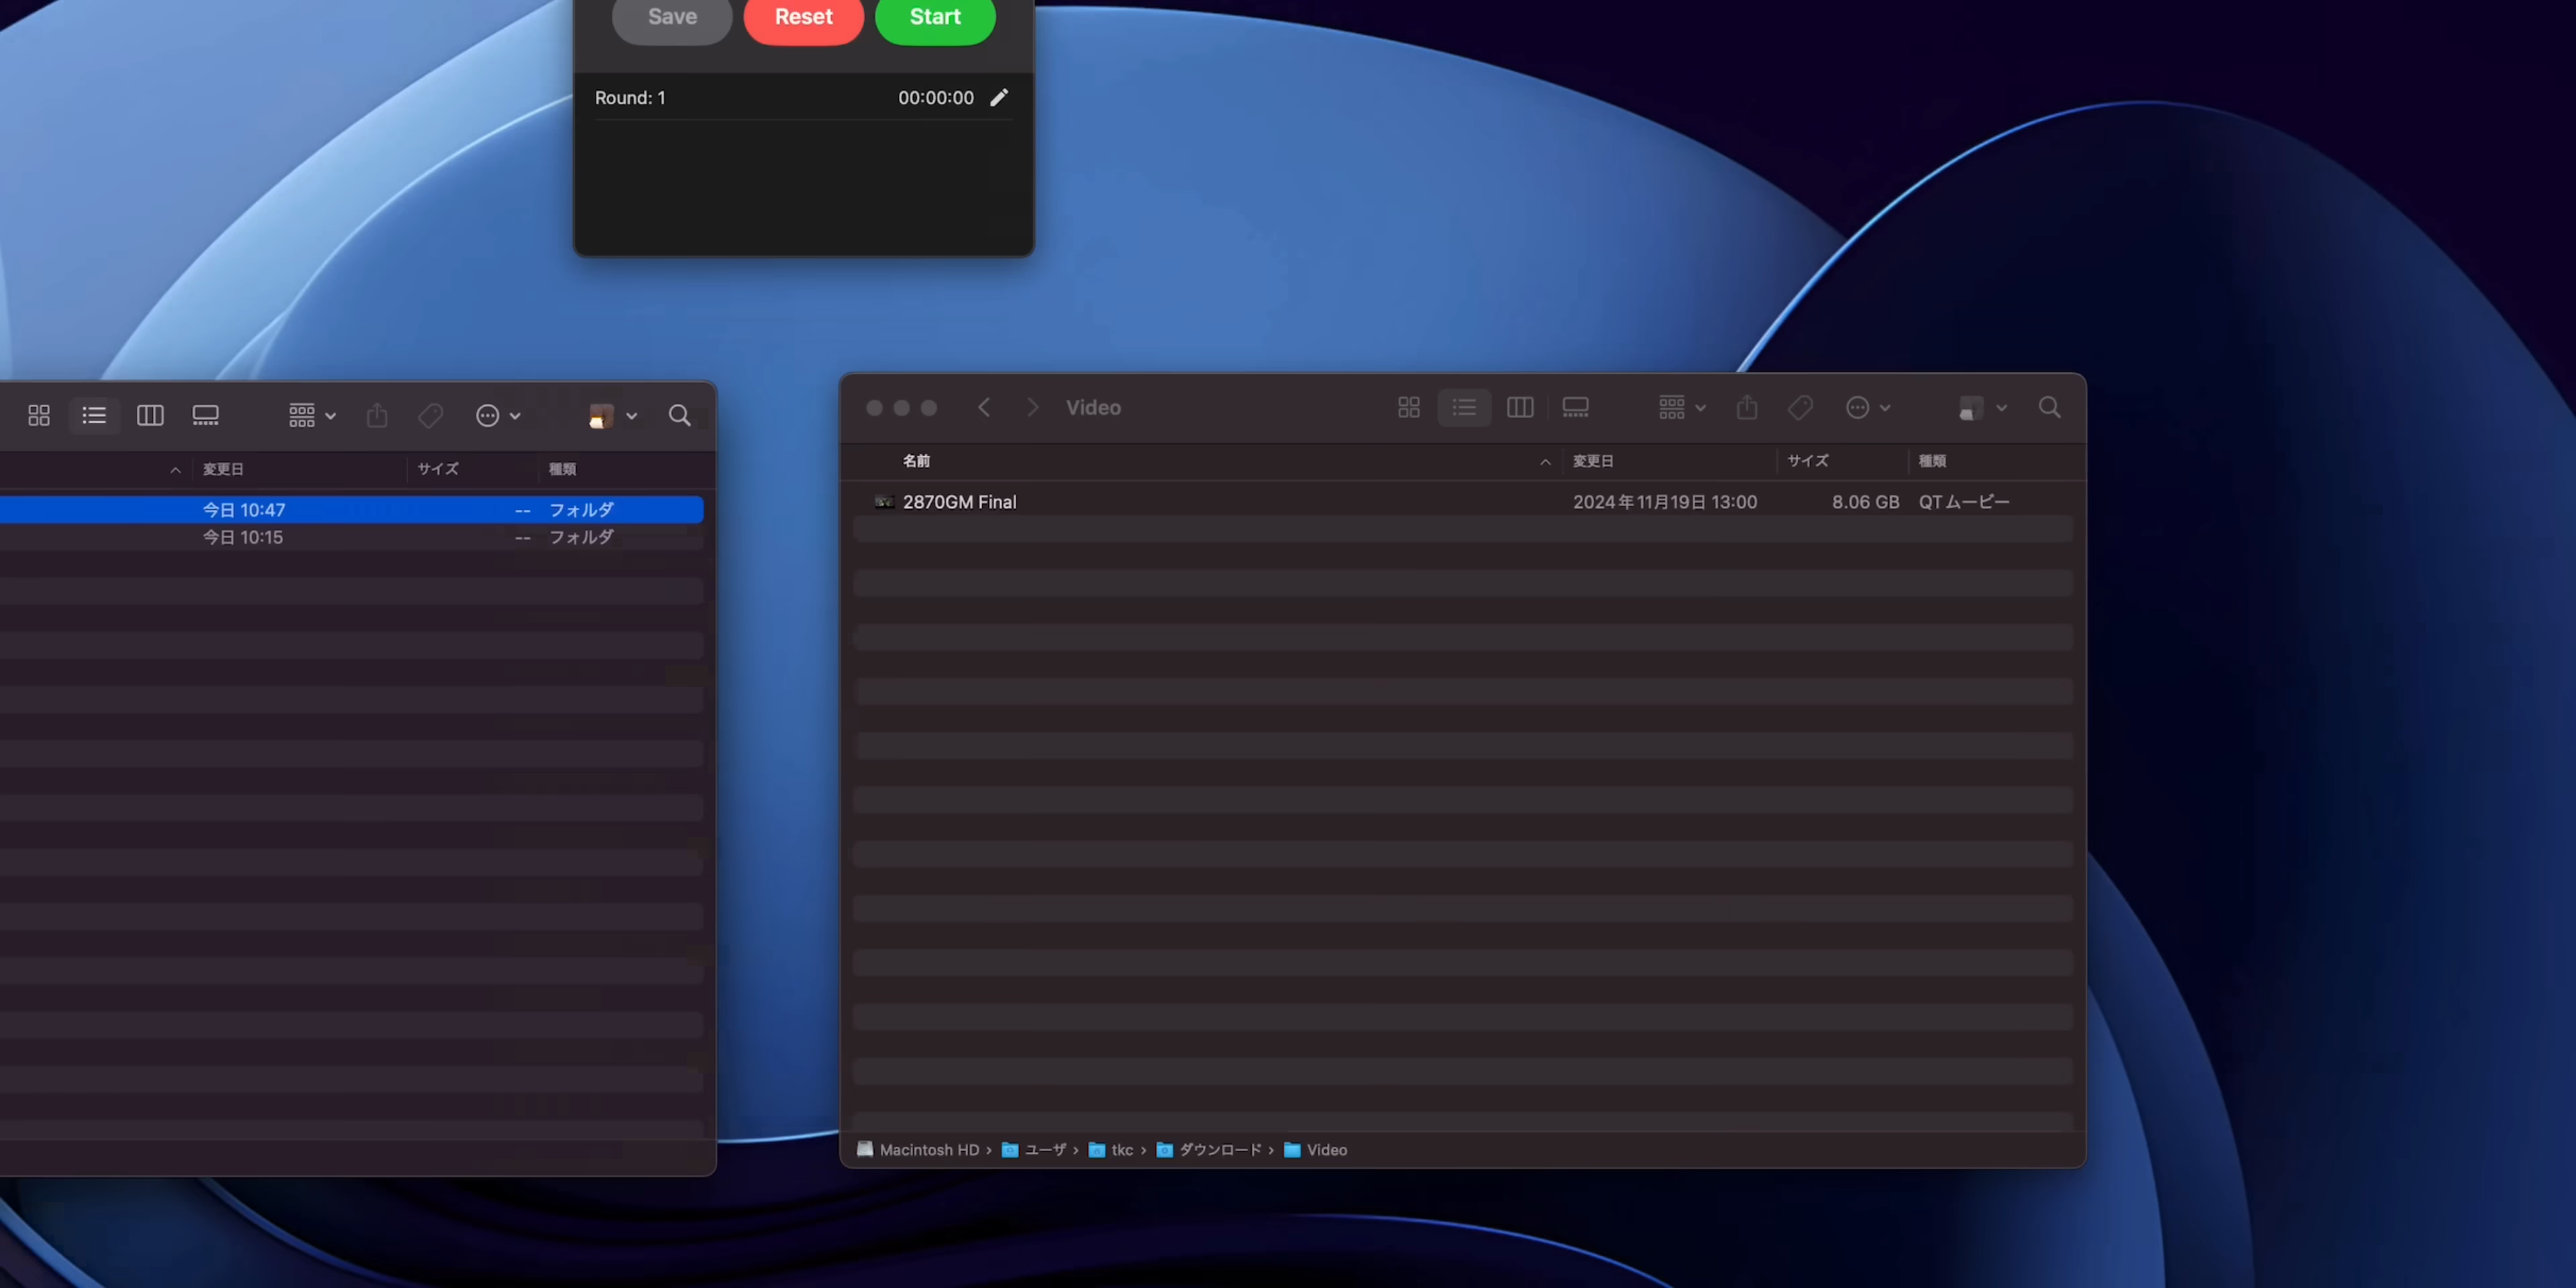 Save Reset Start
Round: 1 00:00:00
変更日 サイズ 種類
今日 10:47 -- フォルダ
今日 10:15 -- フォルダ
Video
名前 変更日 サイズ 種類
2870GM Final 2024年11月19日 13:00 8.06 GB QTムービー
Macintosh HD › ユーザ › tkc › ダウンロード › Video